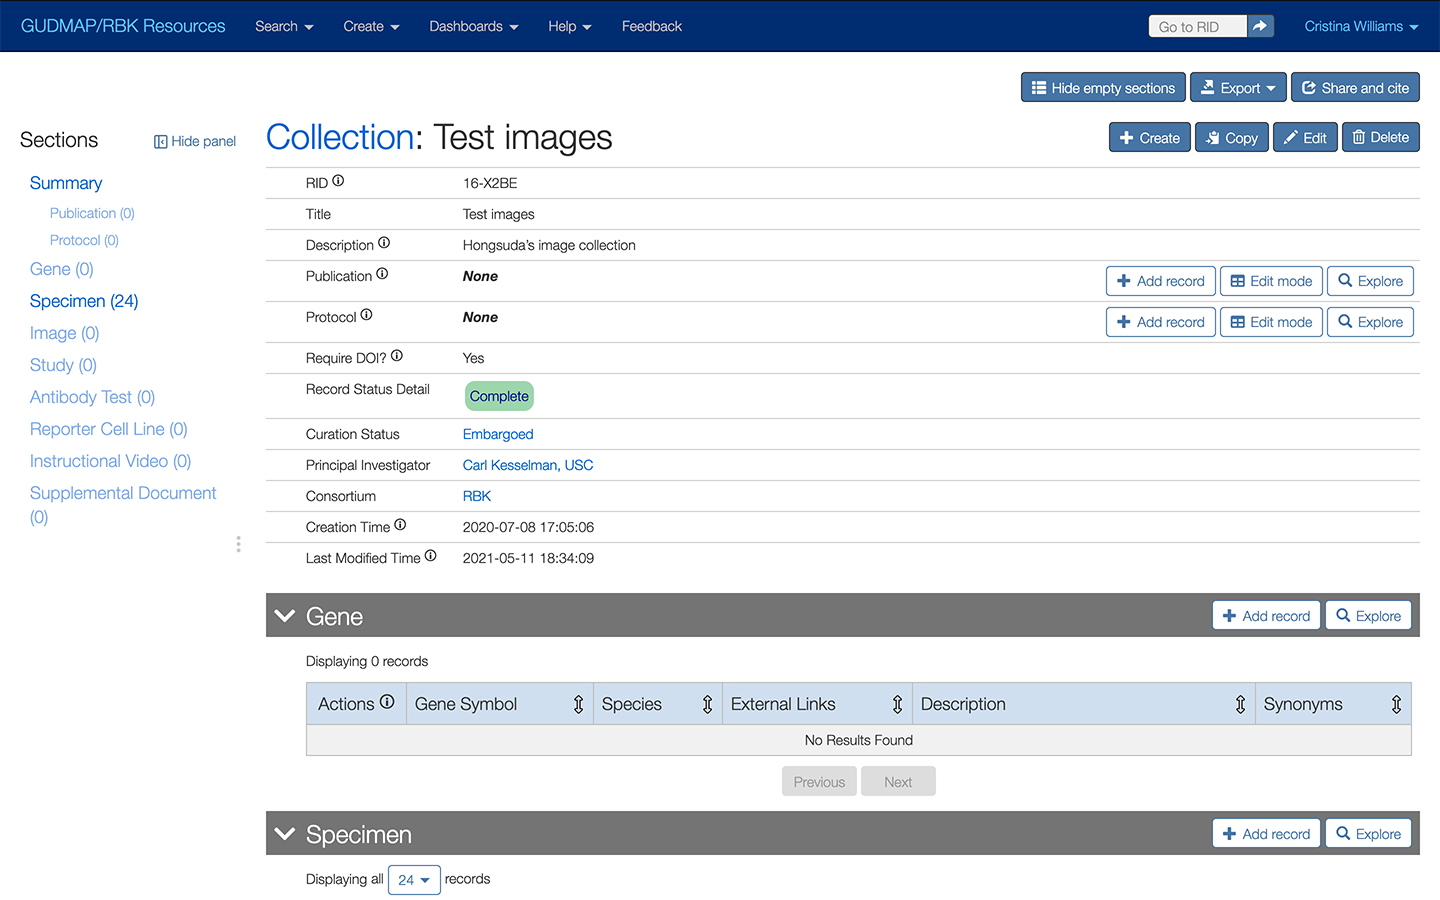 GUDMAP/RBK Resources Search Create Dashboards Help Feedback Go to RID Cristina Williams
Hide empty sections Export Share and cite
Sections Hide panel
Collection: Test images
Create Copy Edit Delete
Summary
Publication (0)
Protocol (0)
Gene (0)
Specimen (24)
Image (0)
Study (0)
Antibody Test (0)
Reporter Cell Line (0)
Instructional Video (0)
Supplemental Document
(0)
RID 16-X2BE
Title Test images
Description Hongsuda's image collection
Publication None Add record Edit mode Explore
Protocol None Add record Edit mode Explore
Require DOI? Yes
Record Status Detail Complete
Curation Status Embargoed
Principal Investigator Carl Kesselman, USC
Consortium RBK
Creation Time 2020-07-08 17:05:06
Last Modified Time 2021-05-11 18:34:09
Gene Add record Explore
Displaying 0 records
Actions Gene Symbol Species External Links Description Synonyms
No Results Found
Previous Next
Specimen Add record Explore
Displaying all 24 records